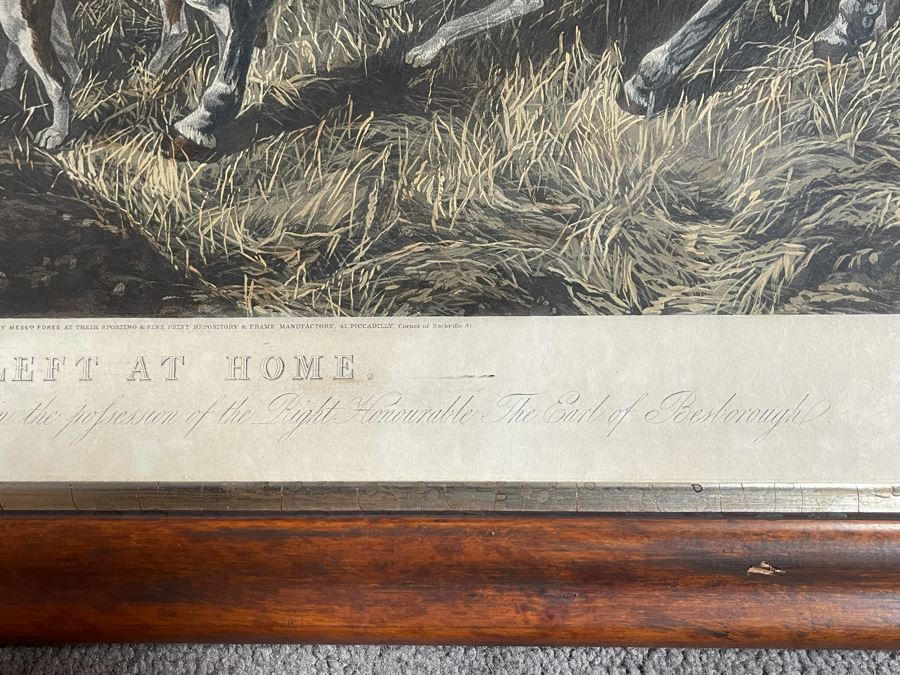 Y MESSRS FORES AT THEIR SPORTING & FINE PRINT REPOSITORY & FRAME MANUFACTORY, 41 PICCADILLY, Corner of Sackville St
LEFT AT HOME.
in the possession of the Right Honourable The Earl of Besborough.